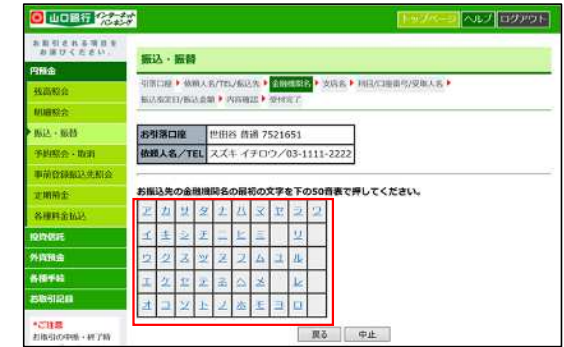 山口銀行 インターネットバンキング
トップページ ヘルプ ログアウト
お取引される項目を
お選びください。
円預金
残高照会
明細照会
振込・振替
予約照会・取消
事前登録振込先照会
定期預金
各種料金払込
投資信託
外貨預金
各種手続
お取引記録
*ご注意
お取引の中断・終了時
振込・振替
引落口座 依頼人名/TEL/振込先 金融機関名 支店名 科目/口座番号/受取人名
振込指定日/振込金額 内容確認 受付完了
お引落口座 世田谷 普通 7521651
依頼人名/TEL スズキ イチロウ/03-1111-2222
お振込先の金融機関名の最初の文字を下の50音表で押してください。
ア カ サ タ ナ ハ マ ヤ ラ ワ
イ キ シ チ ニ ヒ ミ リ
ウ ク ス ツ ヌ フ ム ユ ル
エ ケ セ テ ネ ヘ メ レ
オ コ ソ ト ノ ホ モ ヨ ロ
戻る 中止